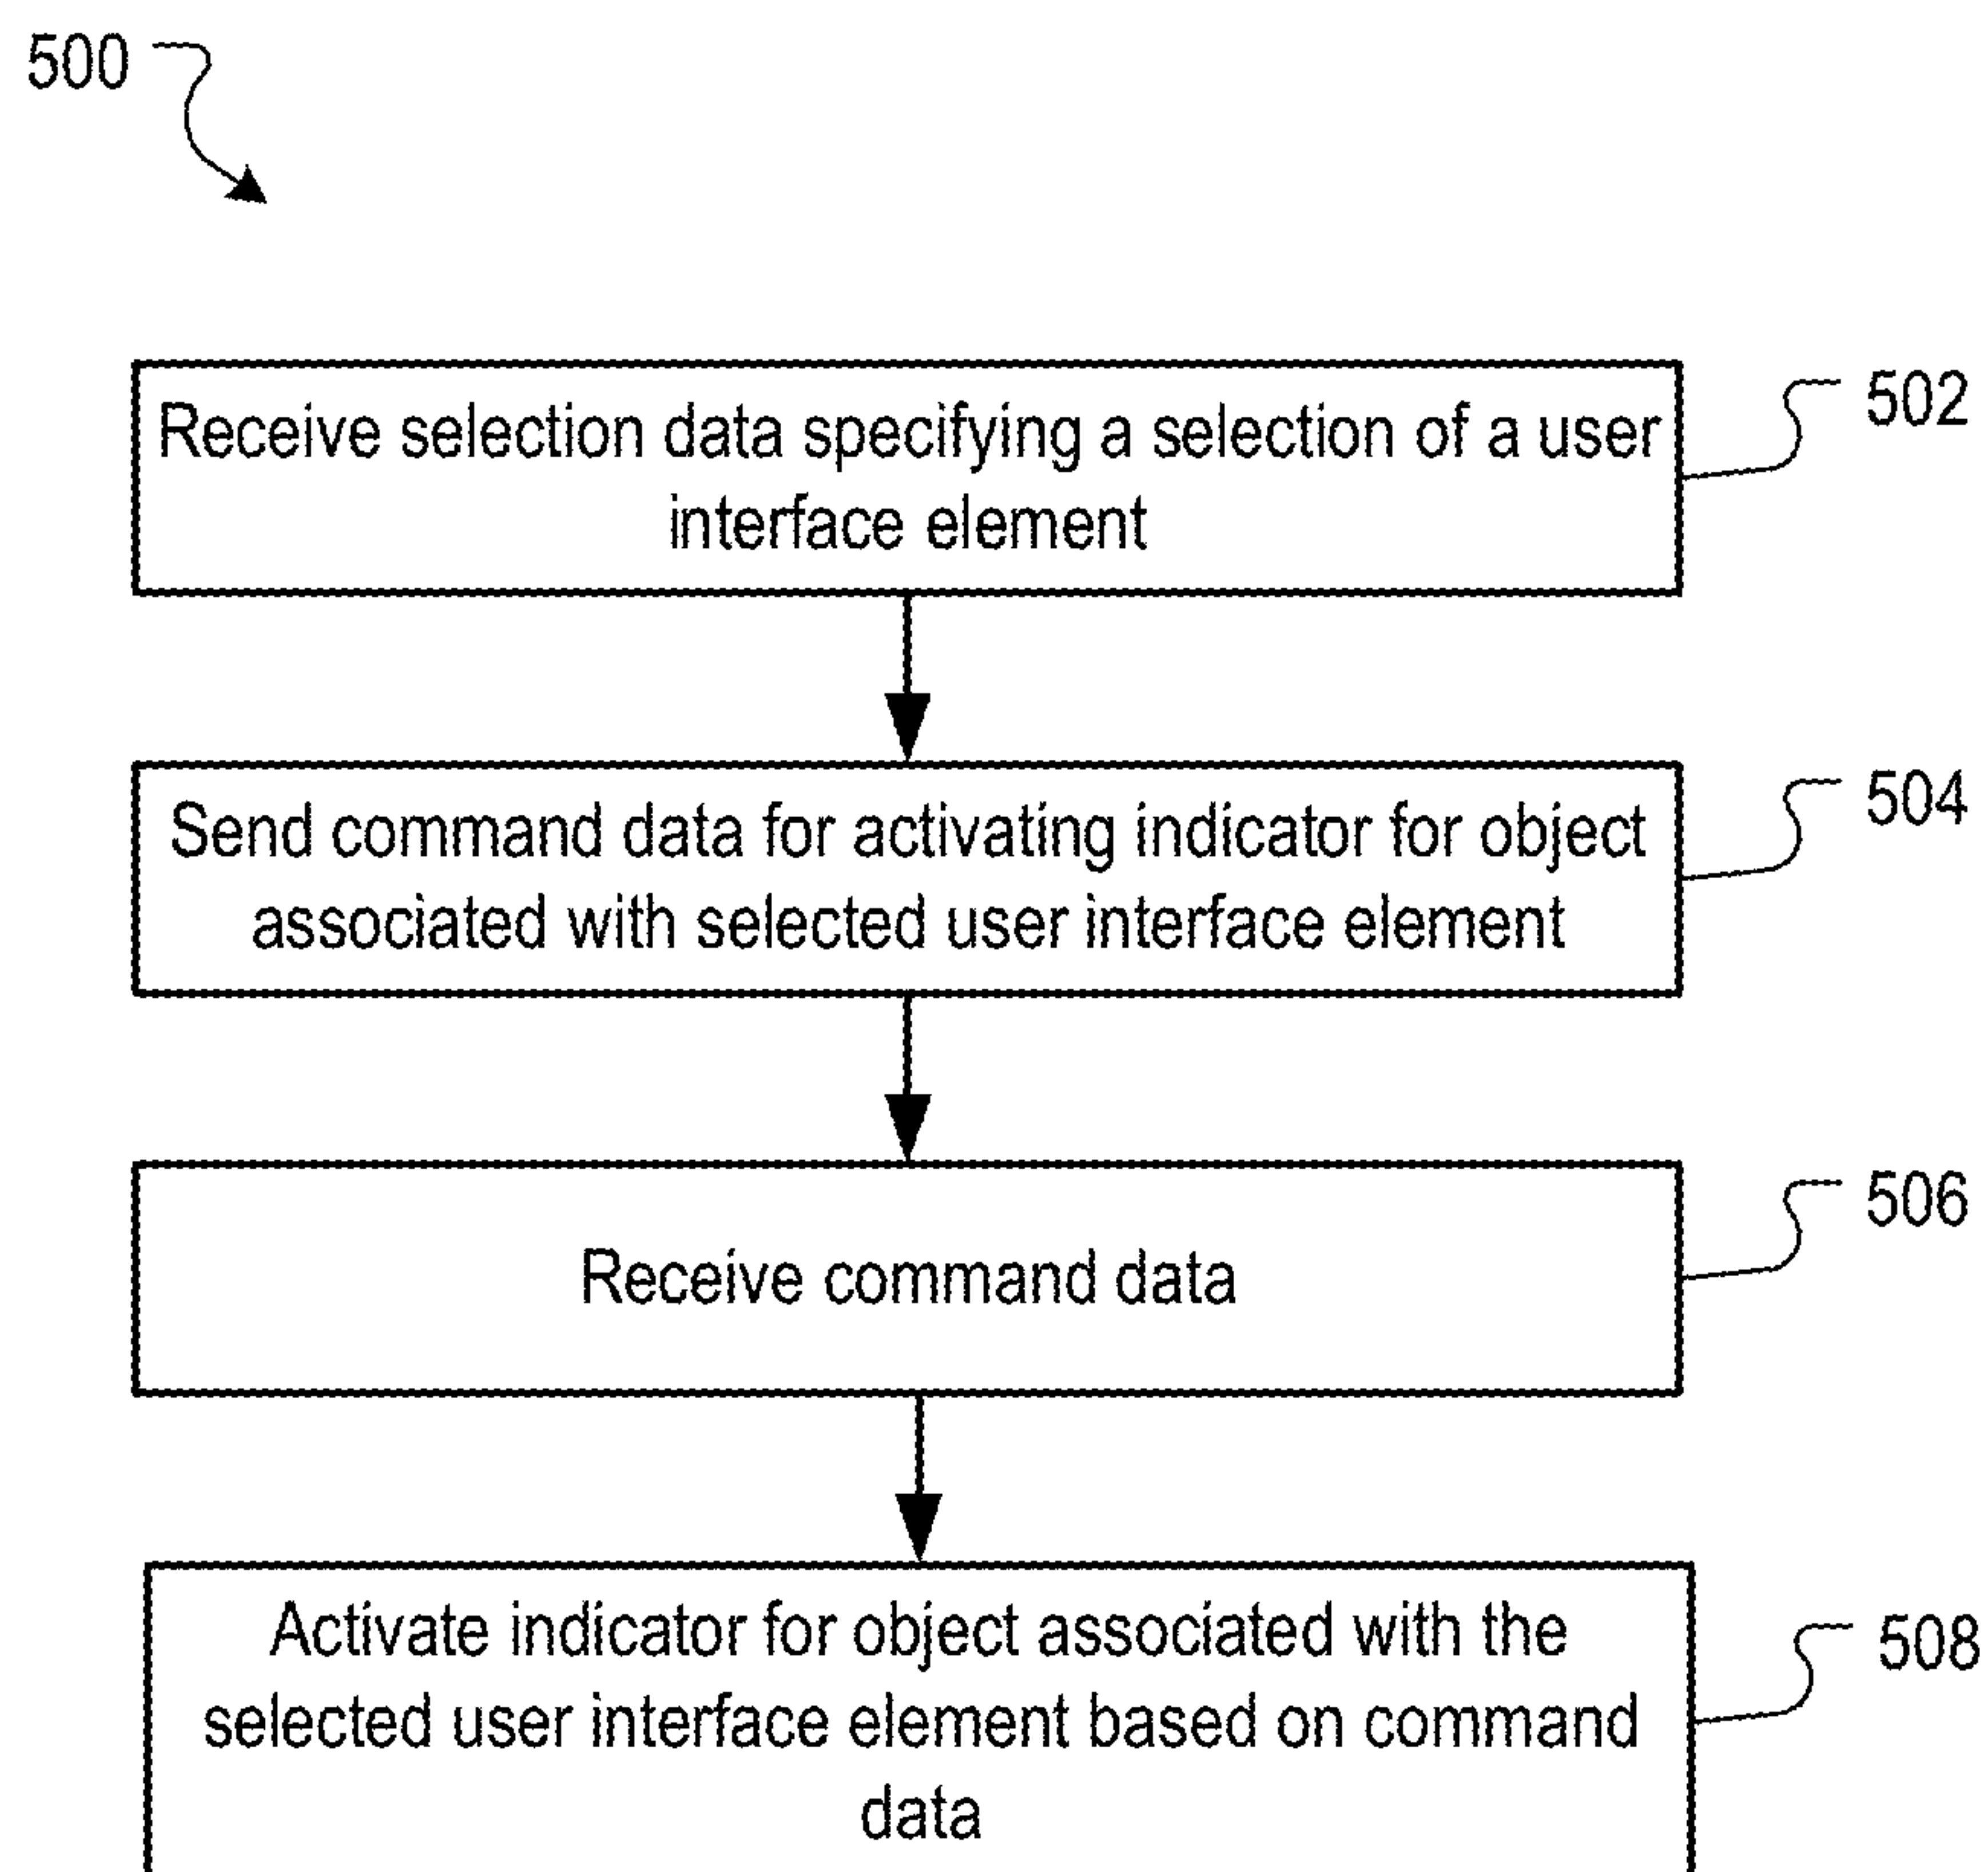 500
Receive selection data specifying a selection of a user
interface element
502
Send command data for activating indicator for object
associated with selected user interface element
504
Receive command data
506
Activate indicator for object associated with the
selected user interface element based on command
data
508